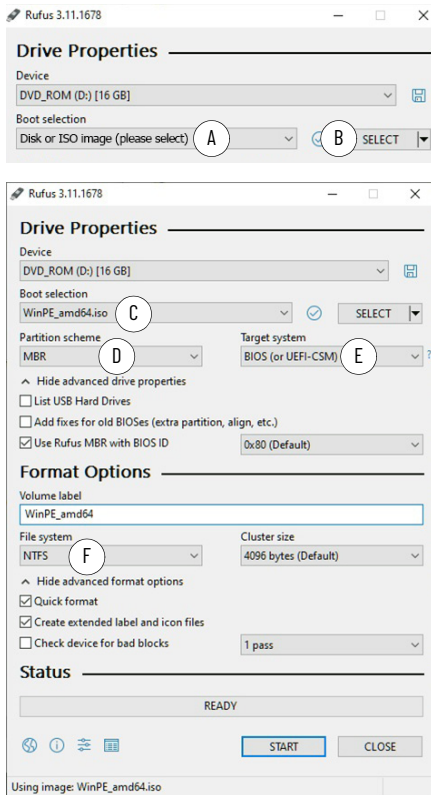 Rufus 3.11.1678
Drive Properties
Device
DVD_ROM (D:) [16 GB]
Boot selection
Disk or ISO image (please select) A B SELECT
Rufus 3.11.1678
Drive Properties
Device
DVD_ROM (D:) [16 GB]
Boot selection
WinPE_amd64.iso C SELECT
Partition scheme Target system
MBR D BIOS (or UEFI-CSM) E ?
Hide advanced drive properties
List USB Hard Drives
Add fixes for old BIOSes (extra partition, align, etc.)
Use Rufus MBR with BIOS ID 0x80 (Default)
Format Options
Volume label
WinPE_amd64
File system Cluster size
NTFS F 4096 bytes (Default)
Hide advanced format options
Quick format
Create extended label and icon files
Check device for bad blocks 1 pass
Status
READY
START CLOSE
Using image: WinPE_amd64.iso